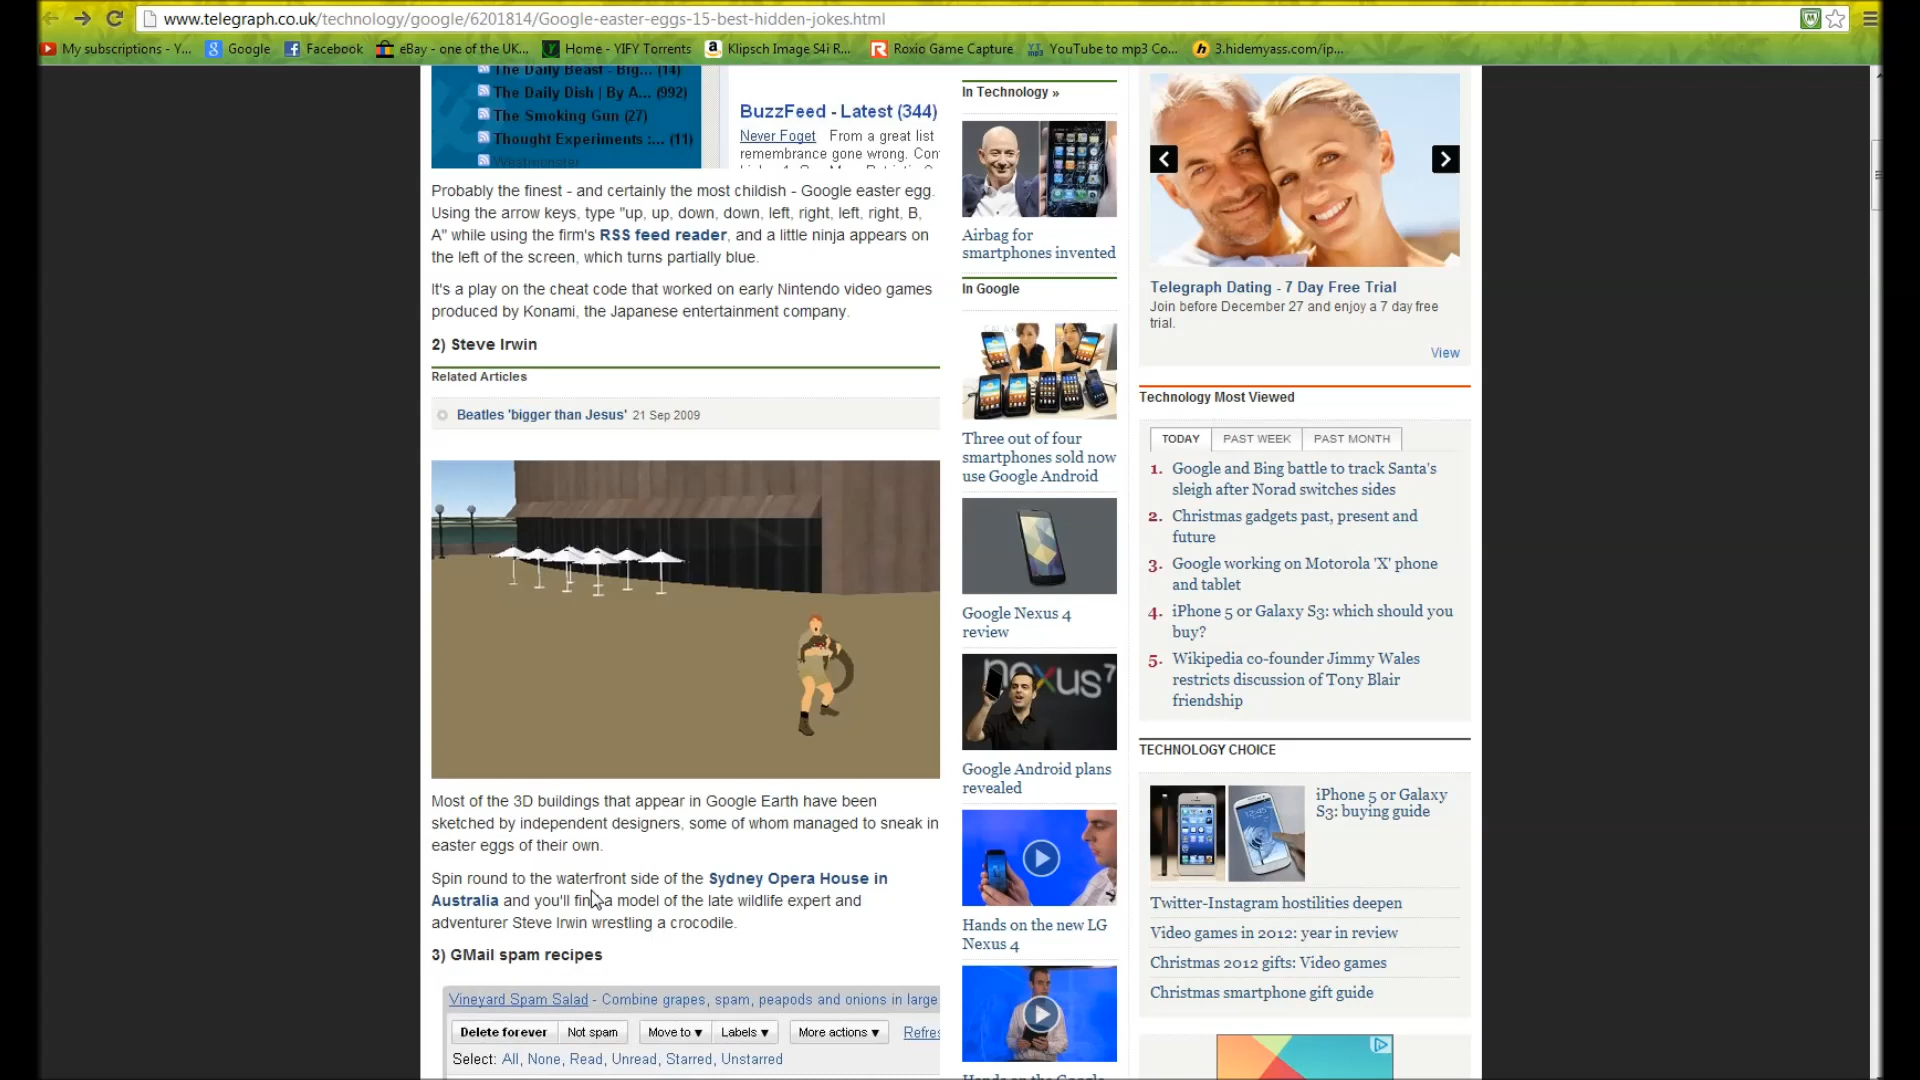 www.telegraph.co.uk/technology/google/6201814/Google-easter-eggs-15-best-hidden-jokes.html
My subscriptions - Y...
Google
Facebook
eBay - one of the UK...
Home - YIFY Torrents
Klipsch Image S4i R...
Roxio Game Capture
YouTube to mp3 Co...
3.hidemyass.com/ip...
The Daily Beast - Big... (14)
The Daily Dish | By A... (992)
The Smoking Gun (27)
Thought Experiments :... (11)
Westmonster
BuzzFeed - Latest (344)
Never Foget From a great list
remembrance gone wrong. Con
Probably the finest - and certainly the most childish - Google easter egg.
Using the arrow keys, type "up, up, down, down, left, right, left, right, B,
A" while using the firm's RSS feed reader, and a little ninja appears on
the left of the screen, which turns partially blue.
It's a play on the cheat code that worked on early Nintendo video games
produced by Konami, the Japanese entertainment company.
2) Steve Irwin
Related Articles
Beatles 'bigger than Jesus' 21 Sep 2009
Most of the 3D buildings that appear in Google Earth have been
sketched by independent designers, some of whom managed to sneak in
easter eggs of their own.
Spin round to the waterfront side of the Sydney Opera House in
Australia and you'll find a model of the late wildlife expert and
adventurer Steve Irwin wrestling a crocodile.
3) GMail spam recipes
Vineyard Spam Salad - Combine grapes, spam, peapods and onions in large
Delete forever Not spam Move to Labels More actions Refres
Select: All, None, Read, Unread, Starred, Unstarred
In Technology »
Airbag for
smartphones invented
In Google
Three out of four
smartphones sold now
use Google Android
Google Nexus 4
review
nexus 7
Google Android plans
revealed
Hands on the new LG
Nexus 4
Hands on the Google
Telegraph Dating - 7 Day Free Trial
Join before December 27 and enjoy a 7 day free
trial.
View
Technology Most Viewed
TODAY PAST WEEK PAST MONTH
1. Google and Bing battle to track Santa's
sleigh after Norad switches sides
2. Christmas gadgets past, present and
future
3. Google working on Motorola 'X' phone
and tablet
4. iPhone 5 or Galaxy S3: which should you
buy?
5. Wikipedia co-founder Jimmy Wales
restricts discussion of Tony Blair
friendship
TECHNOLOGY CHOICE
iPhone 5 or Galaxy
S3: buying guide
Twitter-Instagram hostilities deepen
Video games in 2012: year in review
Christmas 2012 gifts: Video games
Christmas smartphone gift guide